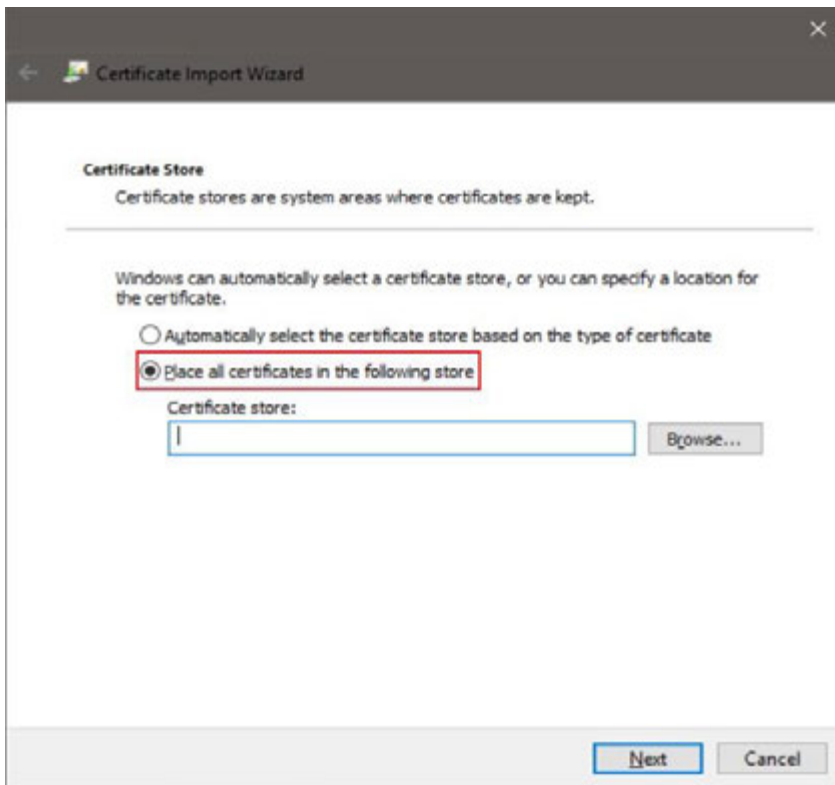 Certificate Import Wizard
Certificate Store
Certificate stores are system areas where certificates are kept.
Windows can automatically select a certificate store, or you can specify a location for
the certificate.
Automatically select the certificate store based on the type of certificate
Place all certificates in the following store
Certificate store:
Browse...
Next Cancel